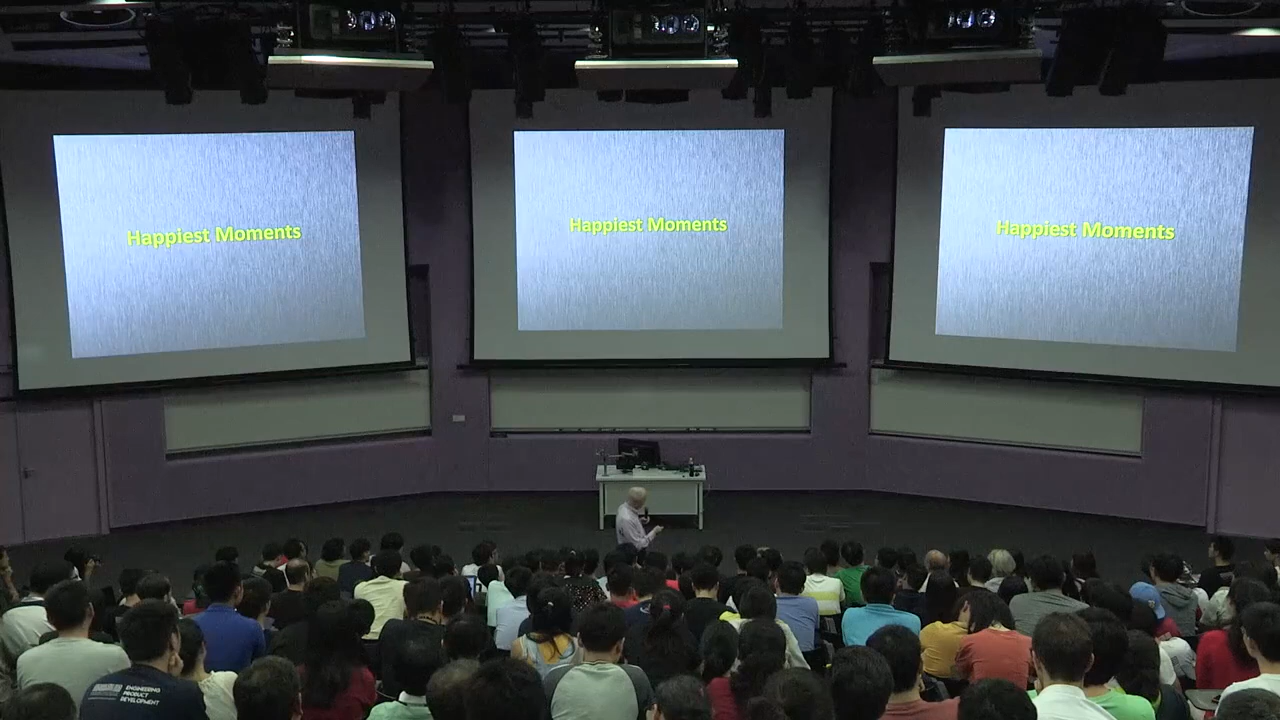 Happiest Moments
Happiest Moments
Happiest Moments
ENGINEERING
PRODUCT
DEVELOPMENT